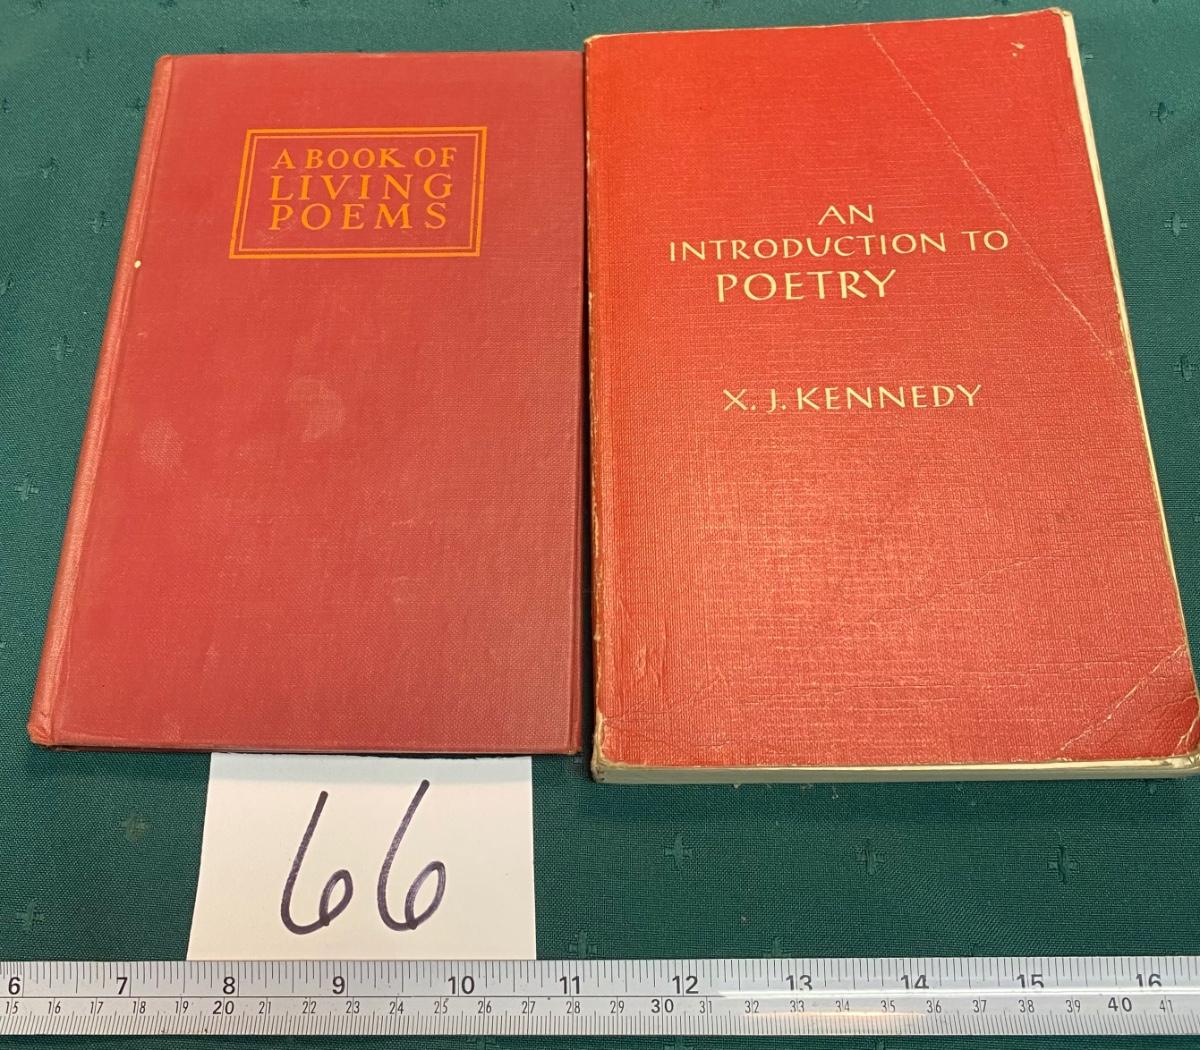 A BOOK OF
LIVING
POEMS
AN
INTRODUCTION TO
POETRY
X. J. KENNEDY
66
6 7 8 9 10 11 12 13 14 15 16
15 16 17 18 19 20 21 22 23 24 25 26 27 28 29 30 31 32 33 34 35 36 37 38 39 40 41